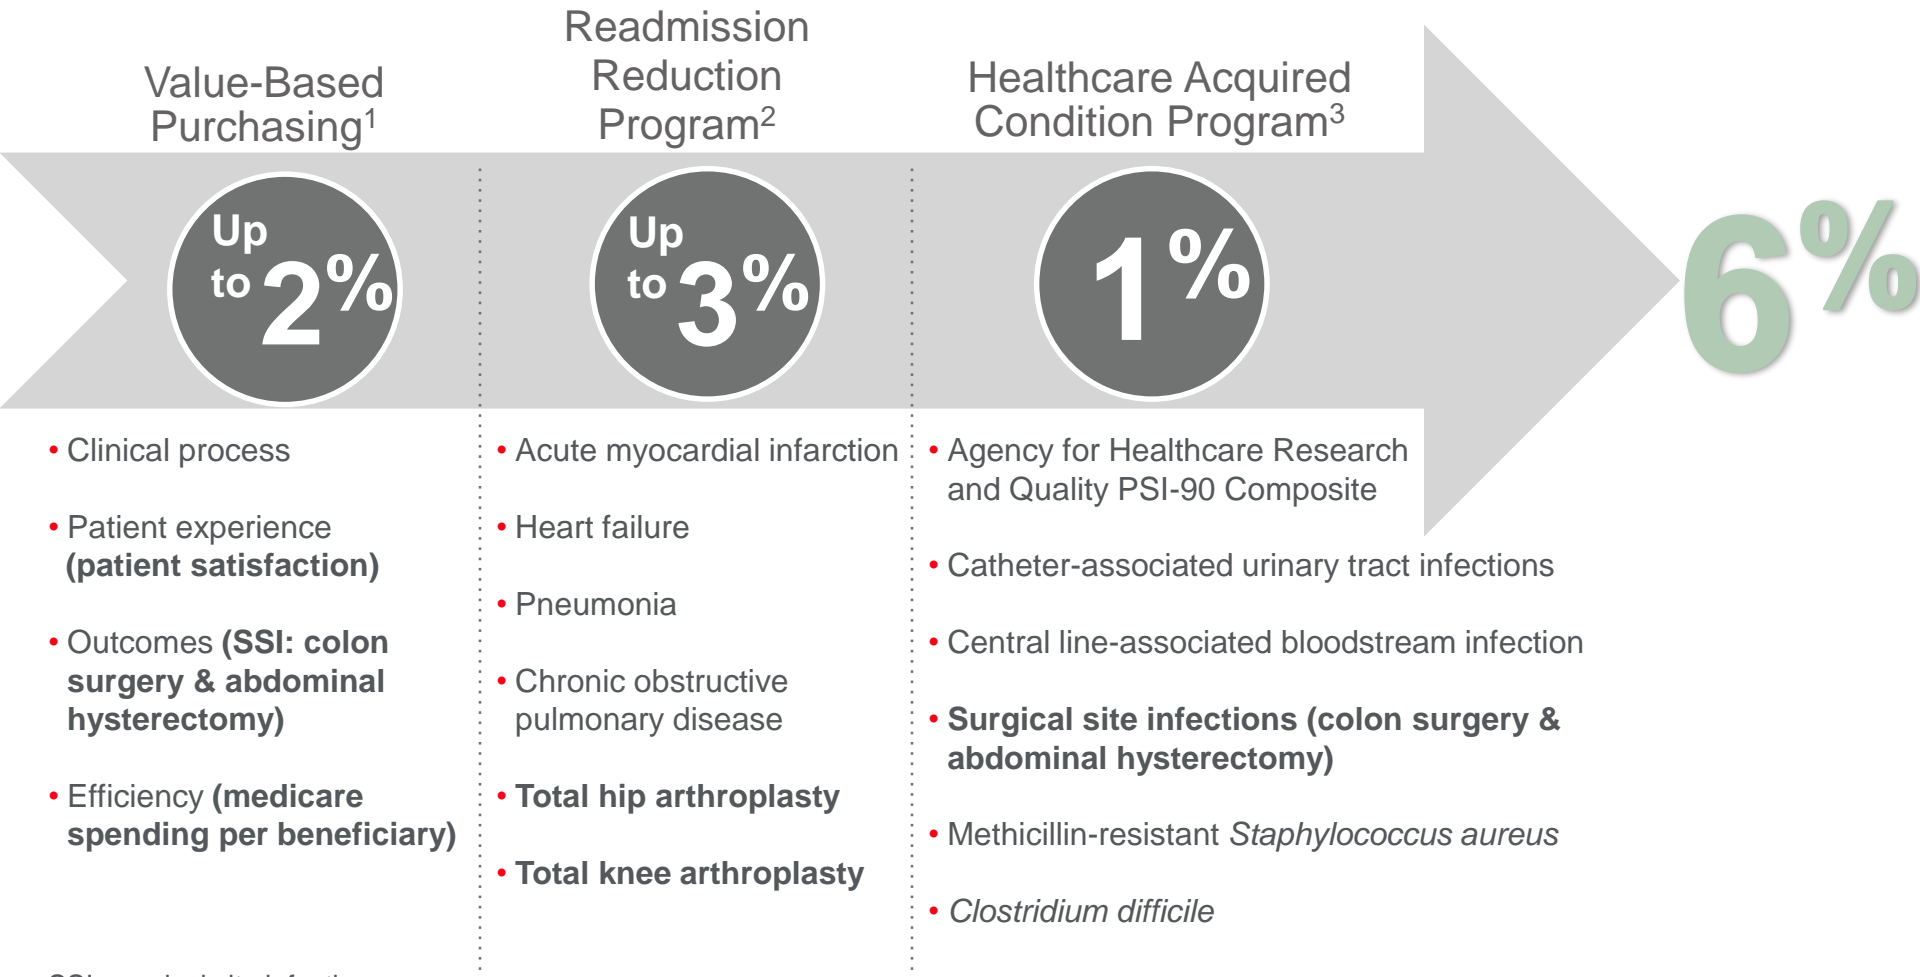 Value-Based
Purchasing1
Readmission
Reduction
Program2
Healthcare Acquired
Condition Program3
Up
to 2%
Up
to 3%
1%
6%
• Clinical process
• Patient experience
(patient satisfaction)
• Outcomes (SSI: colon
surgery & abdominal
hysterectomy)
• Efficiency (medicare
spending per beneficiary)
• Acute myocardial infarction
• Heart failure
• Pneumonia
• Chronic obstructive
pulmonary disease
• Total hip arthroplasty
• Total knee arthroplasty
• Agency for Healthcare Research
and Quality PSI-90 Composite
• Catheter-associated urinary tract infections
• Central line-associated bloodstream infection
• Surgical site infections (colon surgery &
abdominal hysterectomy)
• Methicillin-resistant Staphylococcus aureus
• Clostridium difficile